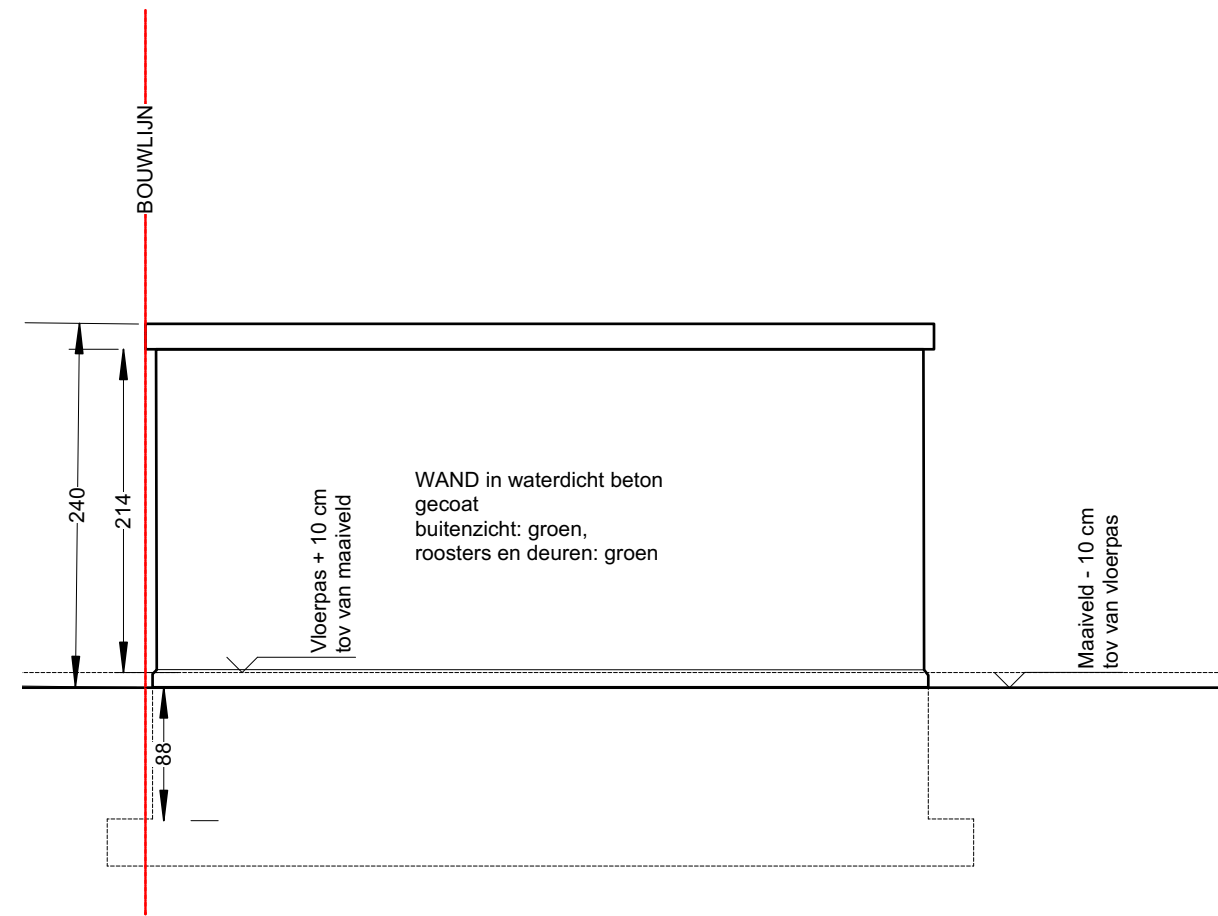 BOUWLIJN
240
214
WAND in waterdicht beton
gecoat
buitenzicht: groen,
roosters en deuren: groen
Vloerpas + 10 cm
tov van maaiveld
Maaiveld - 10 cm
tov van vloerpas
88